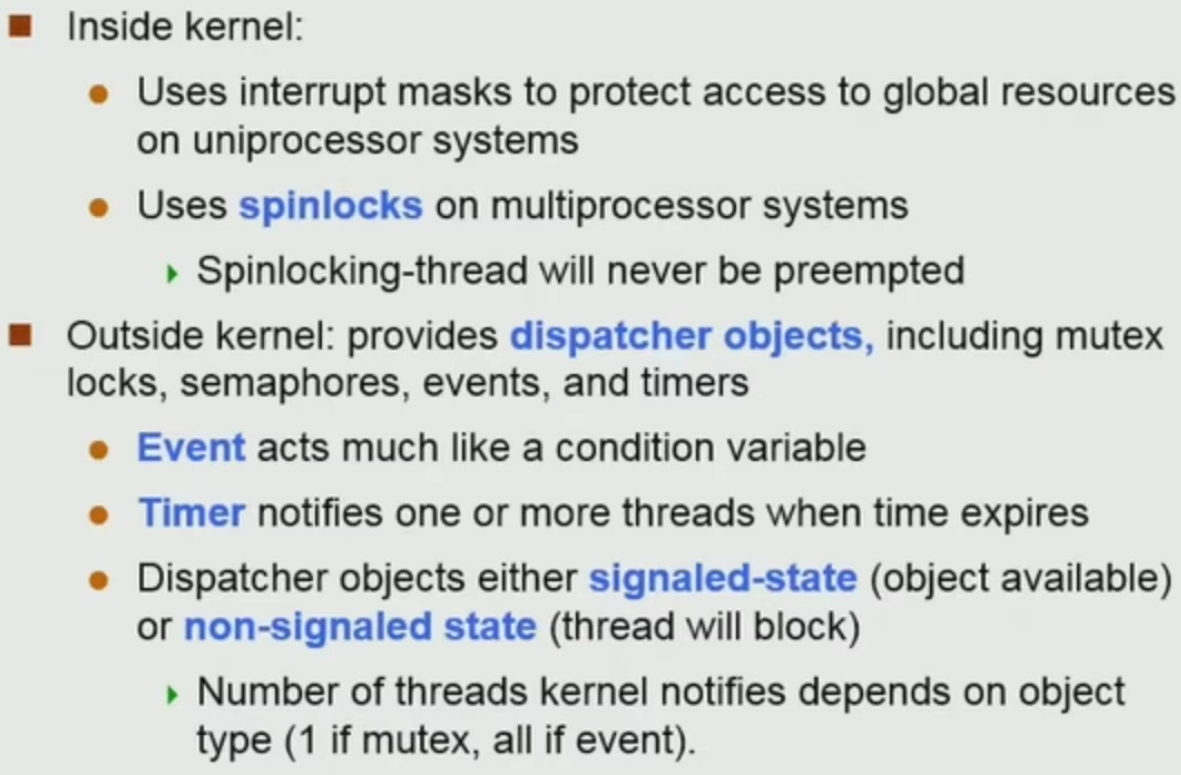 Inside kernel:
Uses interrupt masks to protect access to global resources
on uniprocessor systems
Uses spinlocks on multiprocessor systems
Spinlocking-thread will never be preempted
Outside kernel: provides dispatcher objects, including mutex
locks, semaphores, events, and timers
Event acts much like a condition variable
Timer notifies one or more threads when time expires
Dispatcher objects either signaled-state (object available)
or non-signaled state (thread will block)
Number of threads kernel notifies depends on object
type (1 if mutex, all if event).